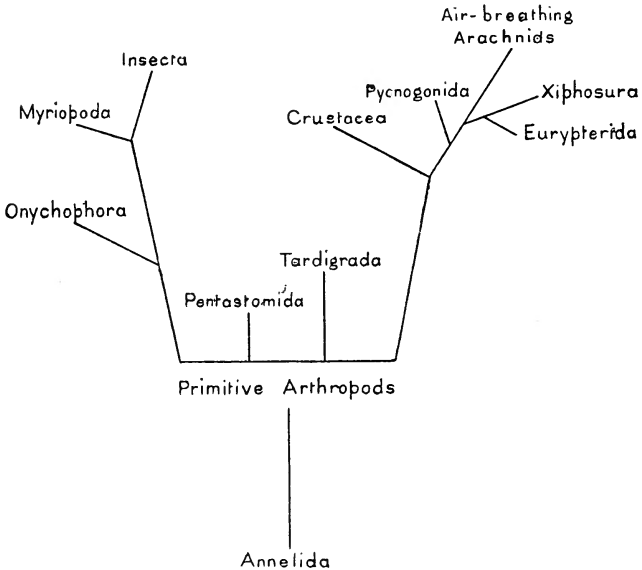 Air-breathing
Arachnids
Insecta
Pycnogonida
Xiphosura
Myriopoda
Crustacea
Eurypterida
Onychophora
Tardigrada
Pentastomida
Primitive Arthropods
Annelida